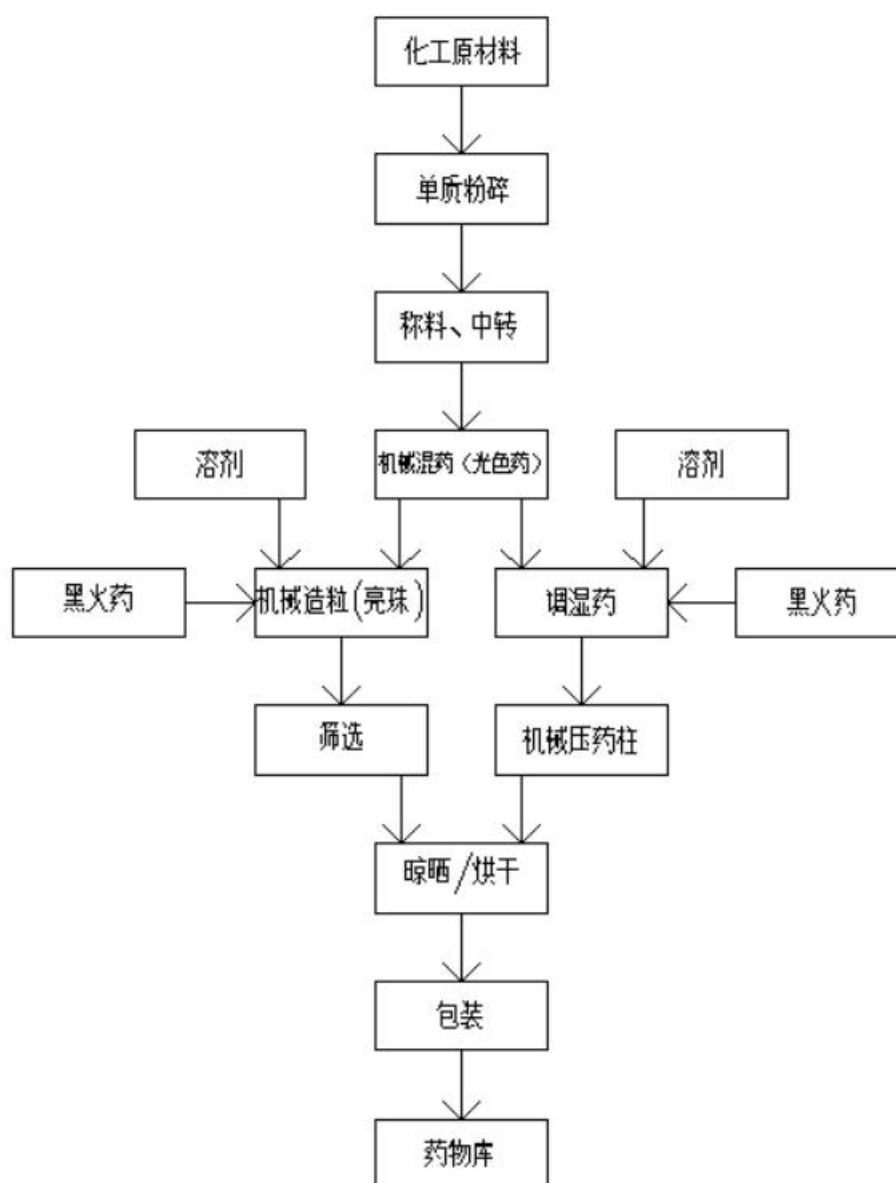 化工原材料
单质粉碎
称料、中转
溶剂
机械混药（光色药）
溶剂
黑火药
机械造粒(亮珠)
调湿药
黑火药
筛选
机械压药柱
晾晒/烘干
包装
药物库